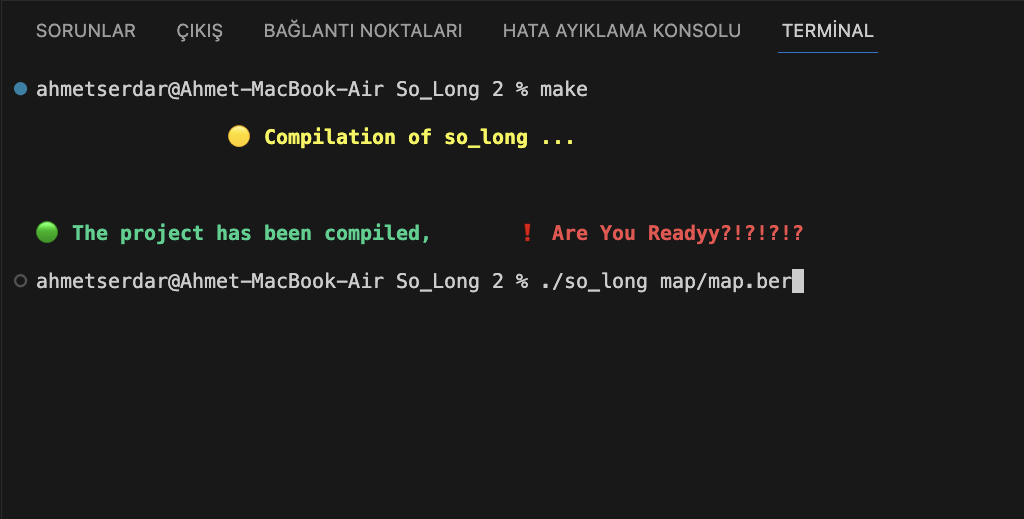 SORUNLAR ÇIKIŞ BAĞLANTI NOKTALARI HATA AYIKLAMA KONSOLU TERMİNAL
ahmetserdar@Ahmet-MacBook-Air So_Long 2 % make
Compilation of so_long ...
The project has been compiled, ❗ Are You Readyy?!?!?!?
ahmetserdar@Ahmet-MacBook-Air So_Long 2 % ./so_long map/map.ber